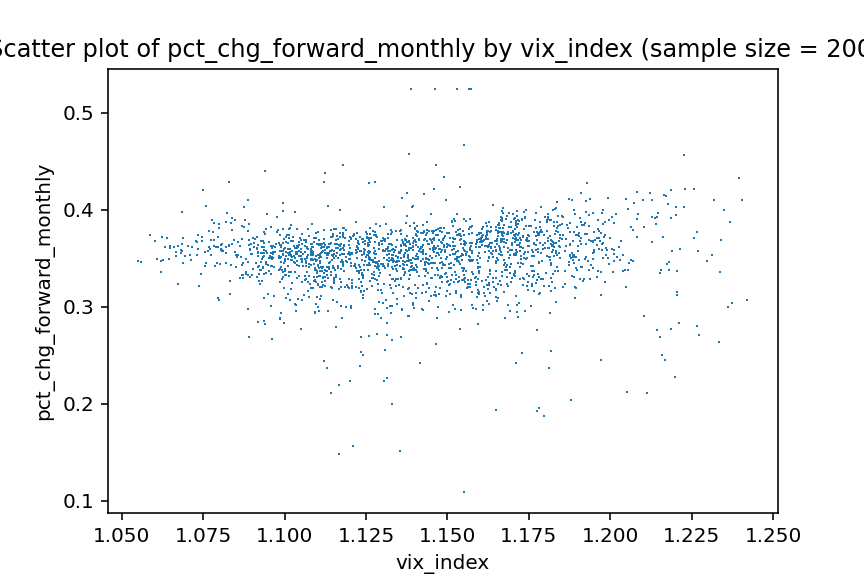 Scatter plot of pct_chg_forward_monthly by vix_index (sample size = 200
0.5
0.4
0.3
0.2
0.1
pct_chg_forward_monthly
1.050 1.075 1.100 1.125 1.150 1.175 1.200 1.225 1.250
vix_index